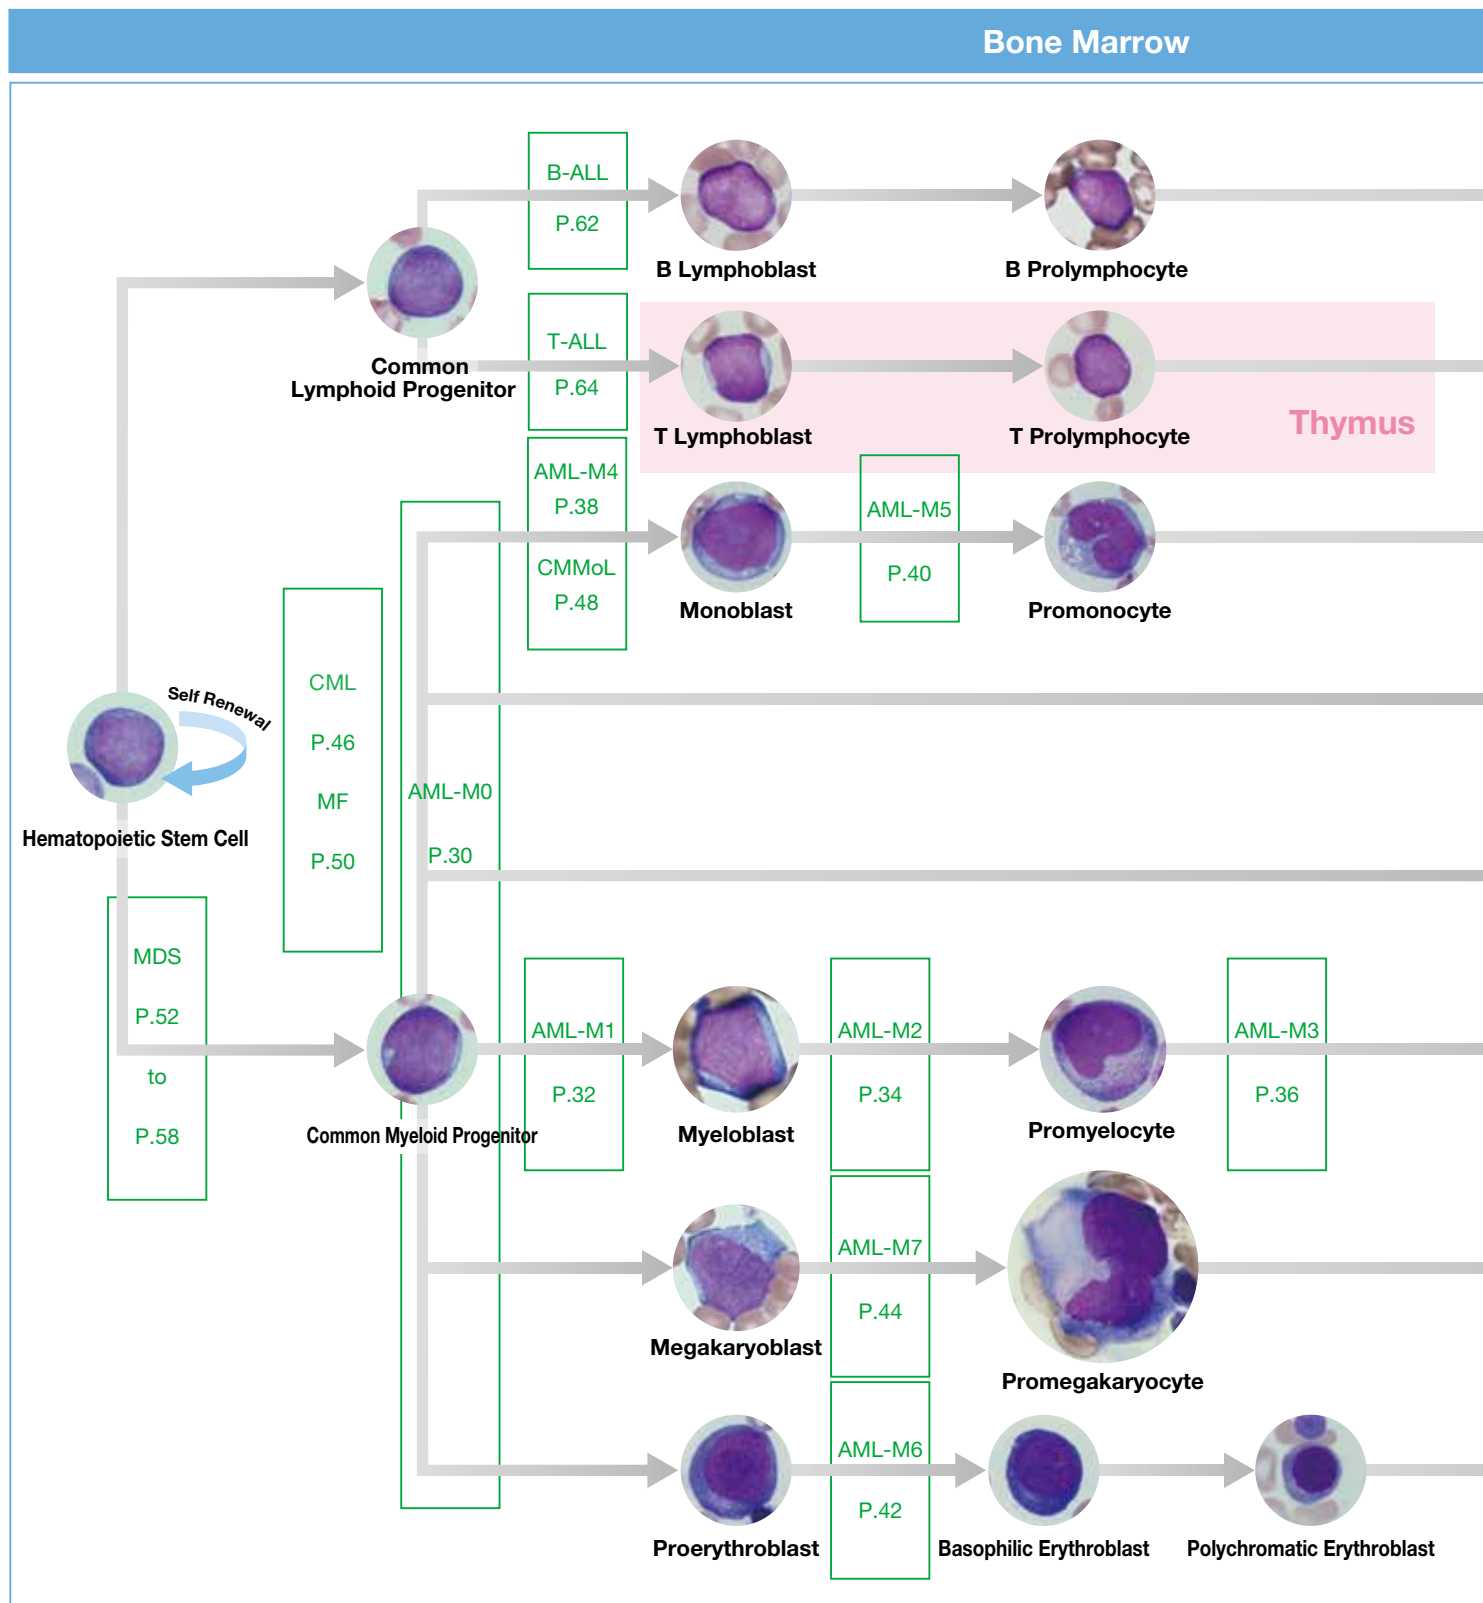 Bone Marrow
B-ALL
P.62
B Lymphoblast
B Prolymphocyte
Common
Lymphoid Progenitor
T-ALL
P.64
T Lymphoblast
T Prolymphocyte
Thymus
AML-M4
P.38
CMMoL
P.48
Monoblast
AML-M5
P.40
Promonocyte
Self Renewal
Hematopoietic Stem Cell
CML
P.46
MF
P.50
AML-M0
P.30
MDS
P.52
to
P.58
Common Myeloid Progenitor
AML-M1
P.32
Myeloblast
AML-M2
P.34
Promyelocyte
AML-M3
P.36
Megakaryoblast
AML-M7
P.44
Promegakaryocyte
Proerythroblast
AML-M6
P.42
Basophilic Erythroblast
Polychromatic Erythroblast